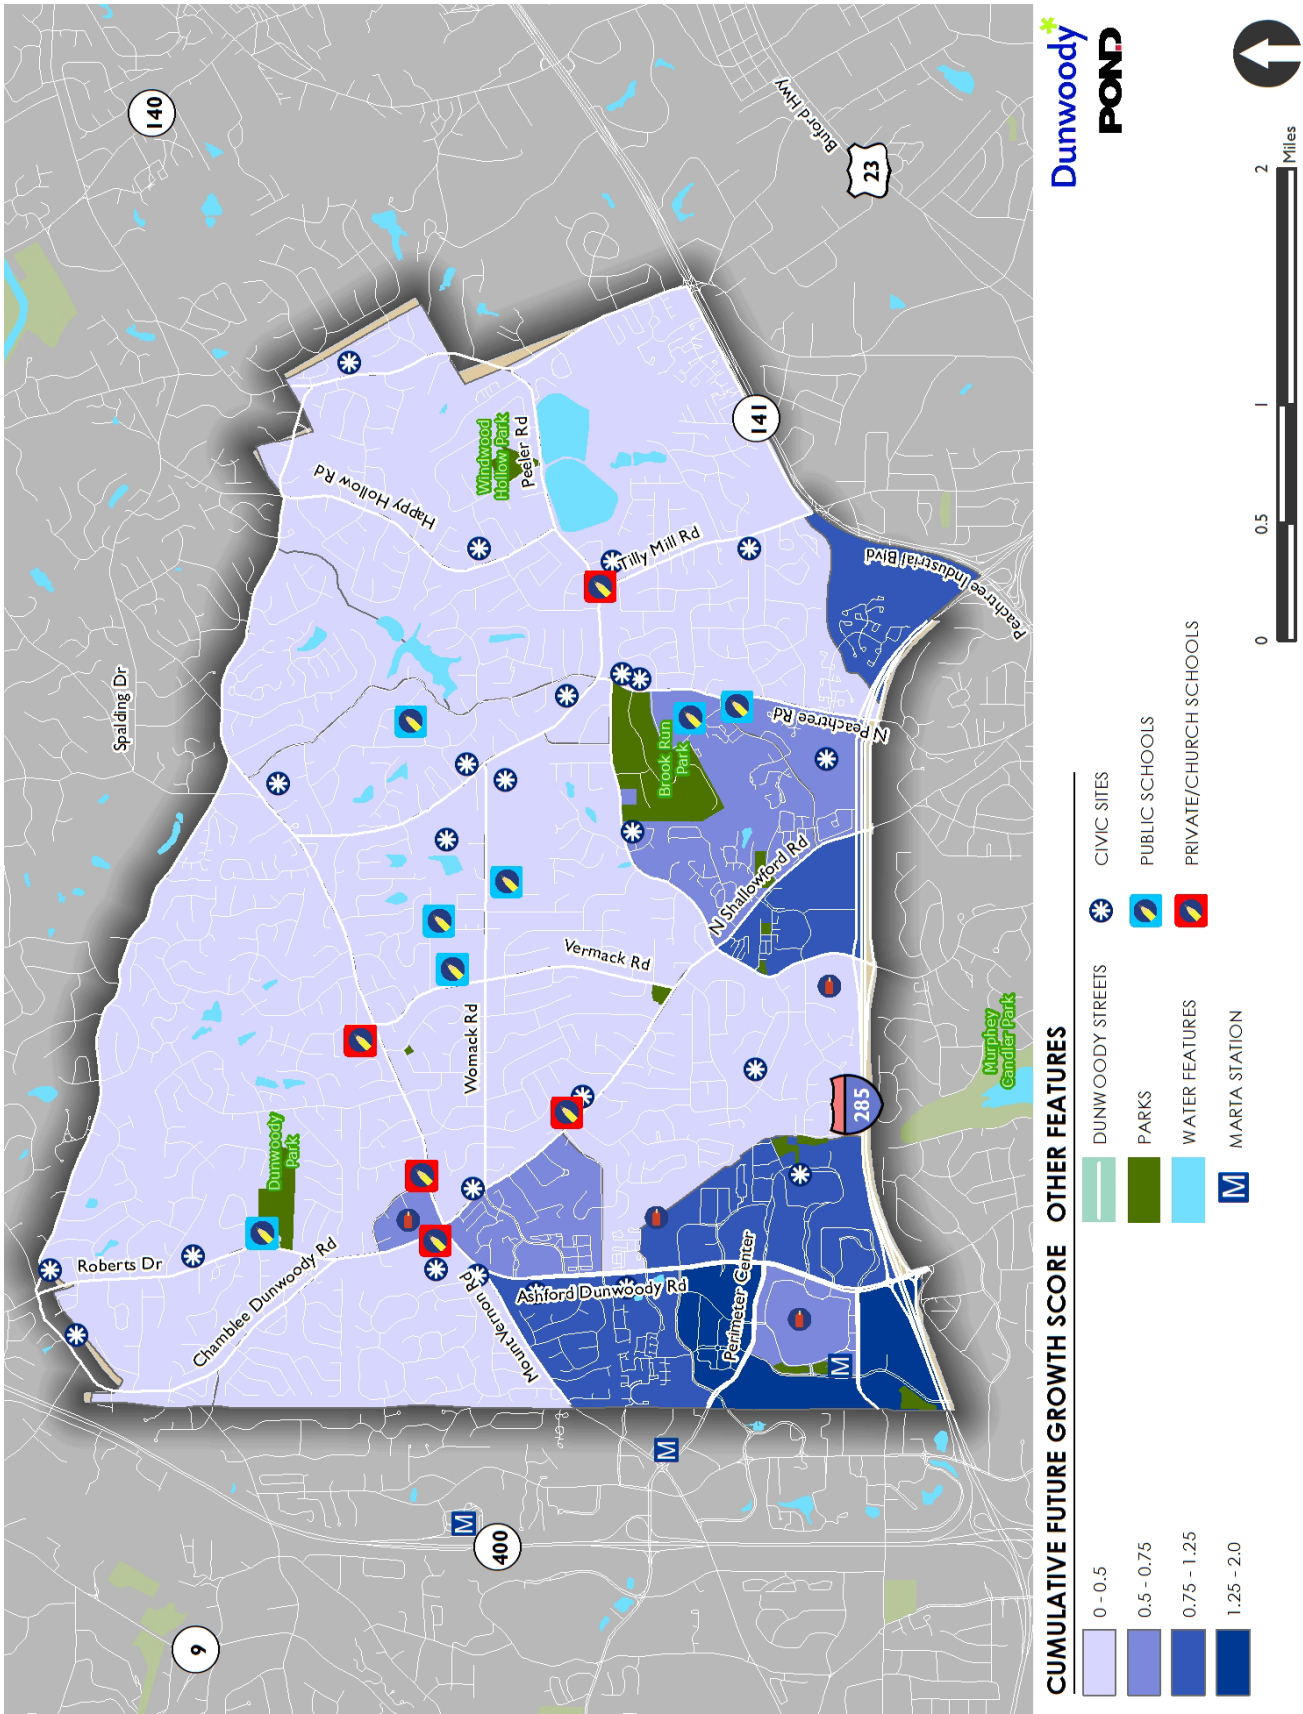 140
Spalding Dr
9
400
M
M
M
Roberts Dr
Chamblee Dunwoody Rd
Dunwoody
Park
Mount Vernon Rd
Ashford Dunwoody Rd
Perimeter Center
Womack Rd
Vermack Rd
N Shallowford Rd
Brook Run
Park
N Peachtree Rd
Happy Hollow Rd
Windwood
Hollow Park
Peeler Rd
Tilly Mill Rd
141
Peachtree Industrial Blvd
Buford Hwy
23
285
Murphey
Candler Park
CUMULATIVE FUTURE GROWTH SCORE
0 - 0.5
0.5 - 0.75
0.75 - 1.25
1.25 - 2.0
OTHER FEATURES
DUNWOODY STREETS
PARKS
WATER FEATURES
M MARTA STATION
CIVIC SITES
PUBLIC SCHOOLS
PRIVATE/CHURCH SCHOOLS
0 0.5 1 2
Miles
Dunwoody*
POND